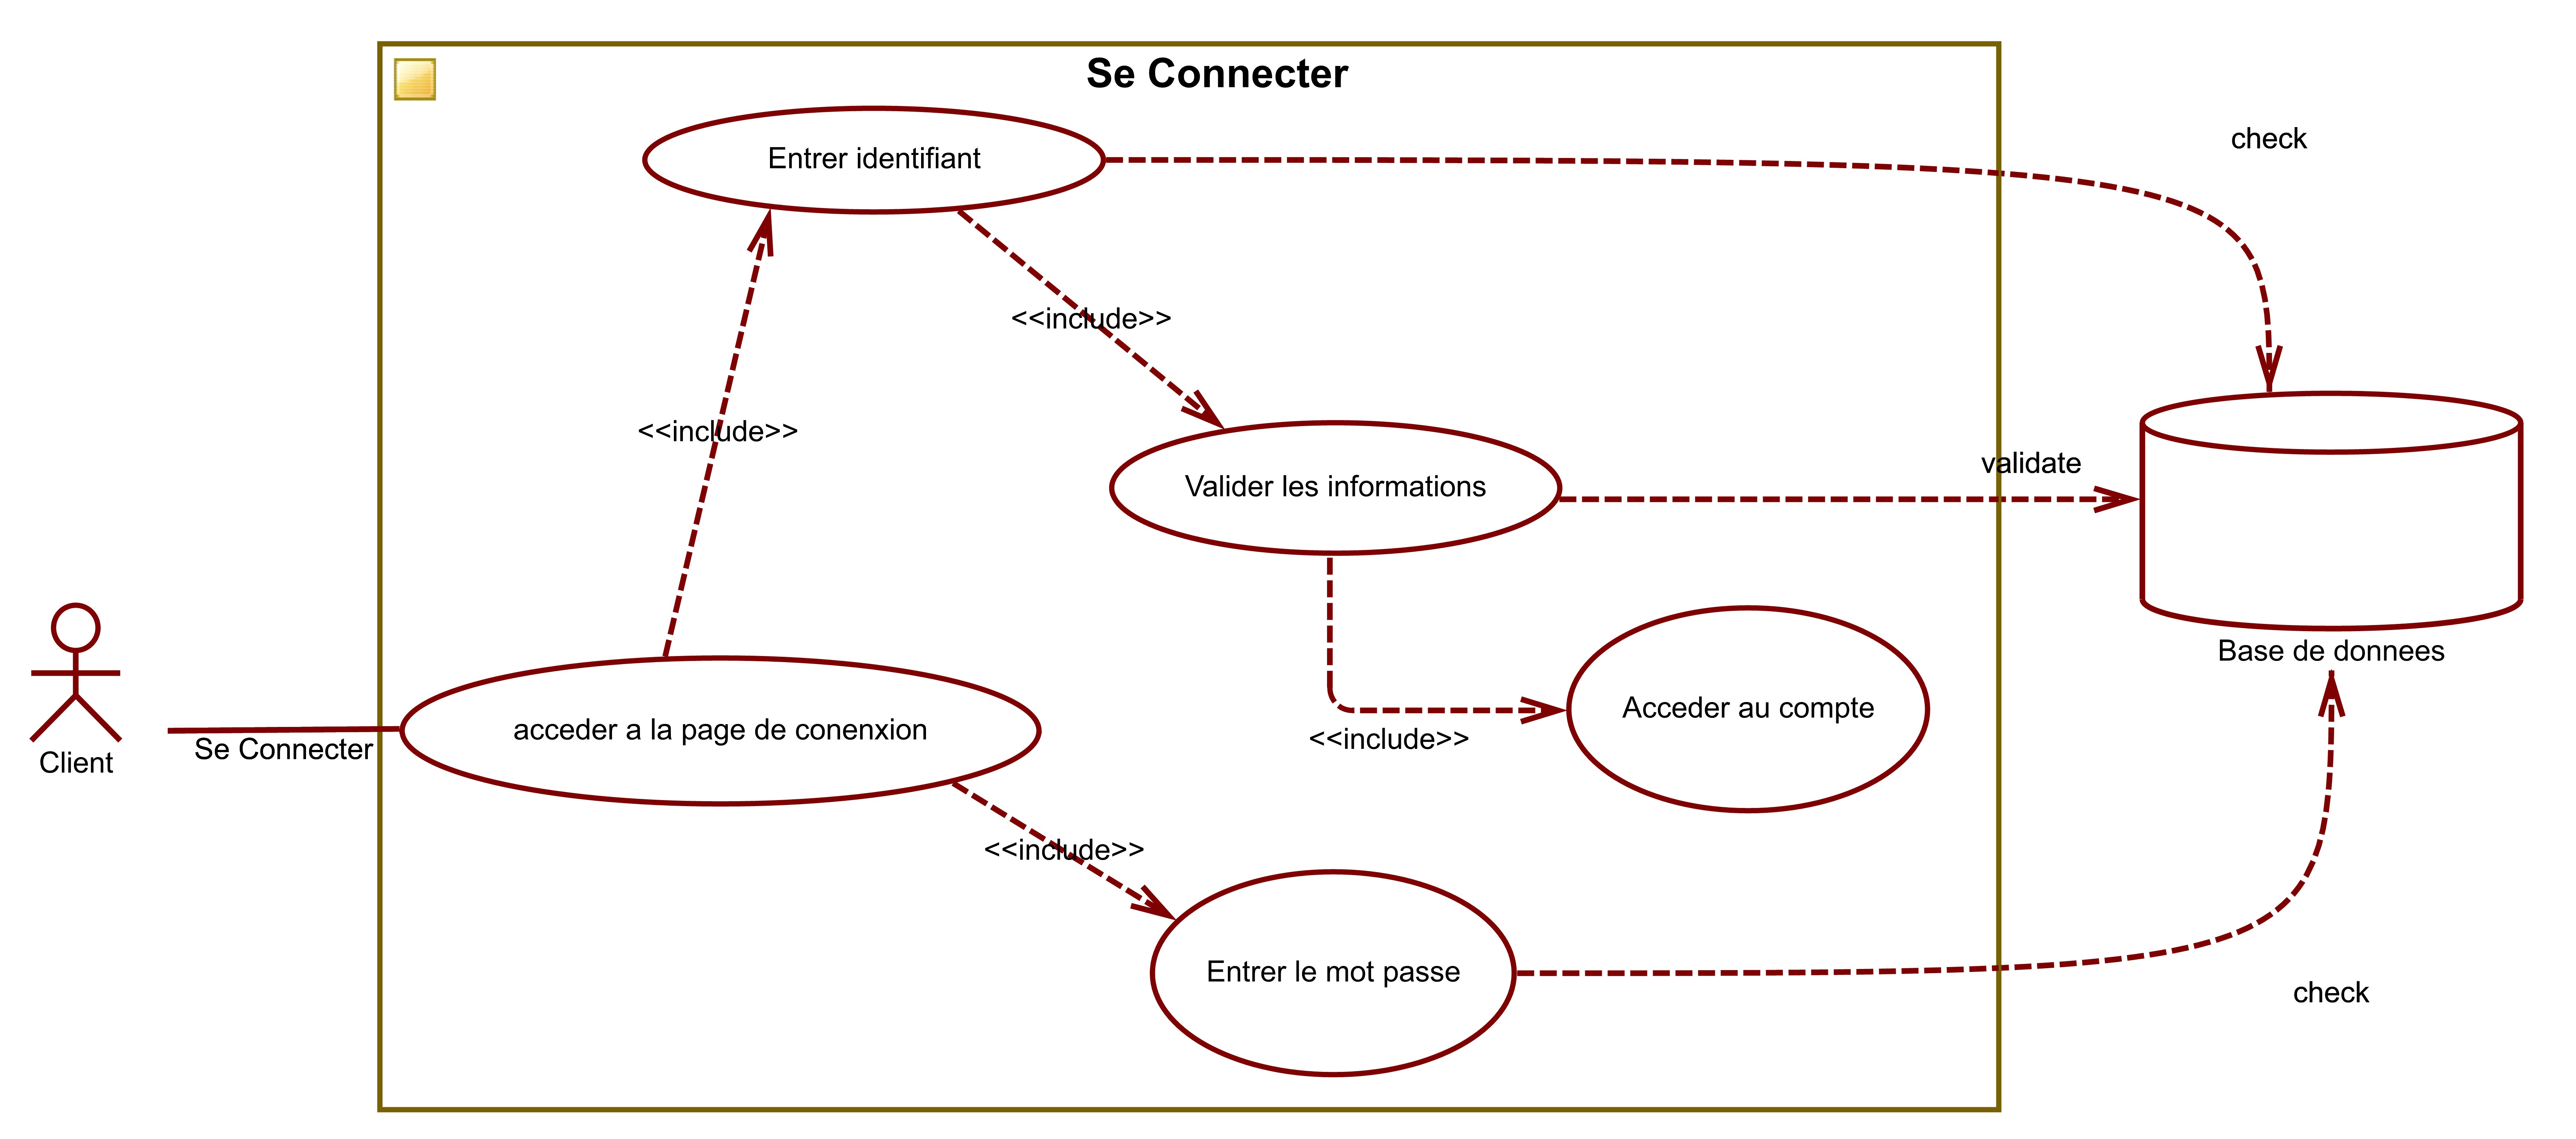 Se Connecter
Entrer identifiant
check
<<include>>
<<include>>
validate
Valider les informations
Base de donnees
Acceder au compte
acceder a la page de conenxion
Se Connecter
Client
<<include>>
<<include>>
Entrer le mot passe
check